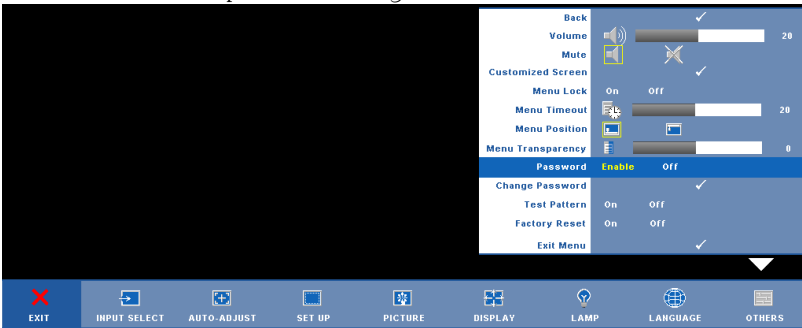 Back
Volume 20
Mute
Customized Screen
Menu Lock On Off
Menu Timeout 20
Menu Position
Menu Transparency 0
Password Enable Off
Change Password
Test Pattern On Off
Factory Reset On Off
Exit Menu
EXIT INPUT SELECT AUTO-ADJUST SET UP PICTURE DISPLAY LAMP LANGUAGE OTHERS